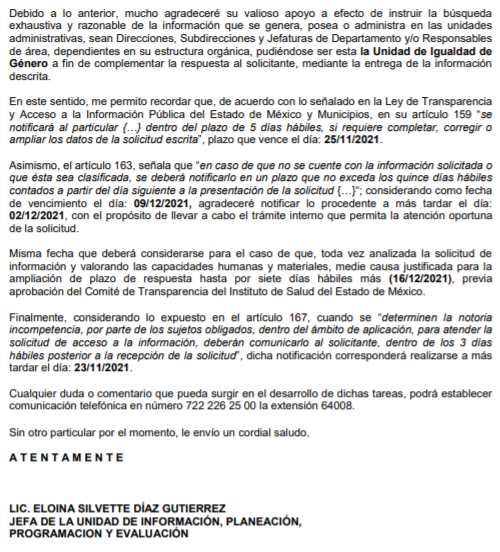 Debido a lo anterior, mucho agradeceré su valioso apoyo a efecto de instruir la búsqueda
exhaustiva y razonable de la información que se genera, posea o administra en las unidades
administrativas, sean Direcciones, Subdirecciones y Jefaturas de Departamento y/o Responsables
de área, dependientes en su estructura orgánica, pudiéndose ser esta la Unidad de Igualdad de
Género a fin de complementar la respuesta al solicitante, mediante la entrega de la información
descrita.
En este sentido, me permito recordar que, de acuerdo con lo señalado en la Ley de Transparencia
y Acceso a la Información Pública del Estado de México y Municipios, en su artículo 159 “se
notificará al particular {…} dentro del plazo de 5 días hábiles, si requiere completar, corregir o
ampliar los datos de la solicitud escrita”, plazo que vence el día: 25/11/2021.
Asimismo, el artículo 163, señala que “en caso de que no se cuente con la información solicitada o
que ésta sea clasificada, se deberá notificarlo en un plazo que no exceda los quince días hábiles
contados a partir del día siguiente a la presentación de la solicitud {…}“; considerando como fecha
de vencimiento el día: 09/12/2021, agradeceré notificar lo procedente a más tardar el día:
02/12/2021, con el propósito de llevar a cabo el trámite interno que permita la atención oportuna
de la solicitud.
Misma fecha que deberá considerarse para el caso de que, toda vez analizada la solicitud de
información y valorando las capacidades humanas y materiales, medie causa justificada para la
ampliación de plazo de respuesta hasta por siete días hábiles más (16/12/2021), previa
aprobación del Comité de Transparencia del Instituto de Salud del Estado de México.
Finalmente, considerando lo expuesto en el artículo 167, cuando se “determinen la notoria
incompetencia, por parte de los sujetos obligados, dentro del ámbito de aplicación, para atender la
solicitud de acceso a la información, deberán comunicarlo al solicitante, dentro de los 3 días
hábiles posterior a la recepción de la solicitud”, dicha notificación corresponderá realizarse a más
tardar el día: 23/11/2021.
Cualquier duda o comentario que pueda surgir en el desarrollo de dichas tareas, podrá establecer
comunicación telefónica en número 722 226 25 00 la extensión 64008.
Sin otro particular por el momento, le envío un cordial saludo.
A T E N T A M E N T E
LIC. ELOINA SILVETTE DÍAZ GUTIERREZ
JEFA DE LA UNIDAD DE INFORMACIÓN, PLANEACIÓN,
PROGRAMACION Y EVALUACIÓN